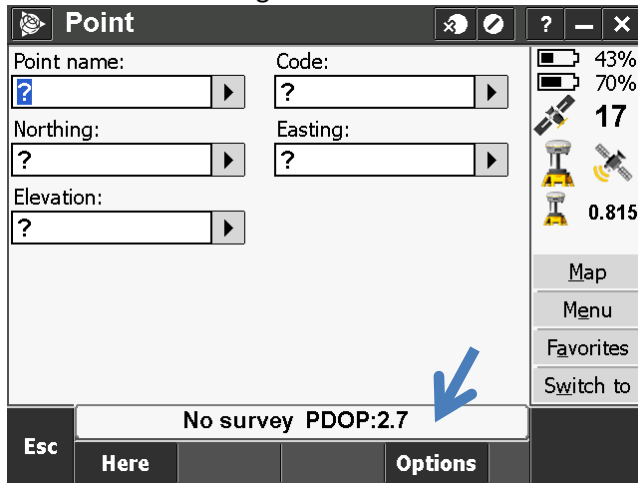 Point ? – X
Point name: Code: 43%
? ? 70%
17
Northing: Easting:
? ?
Elevation:
? 0.815
Map
Menu
Favorites
Switch to
No survey PDOP:2.7
Esc
Here Options